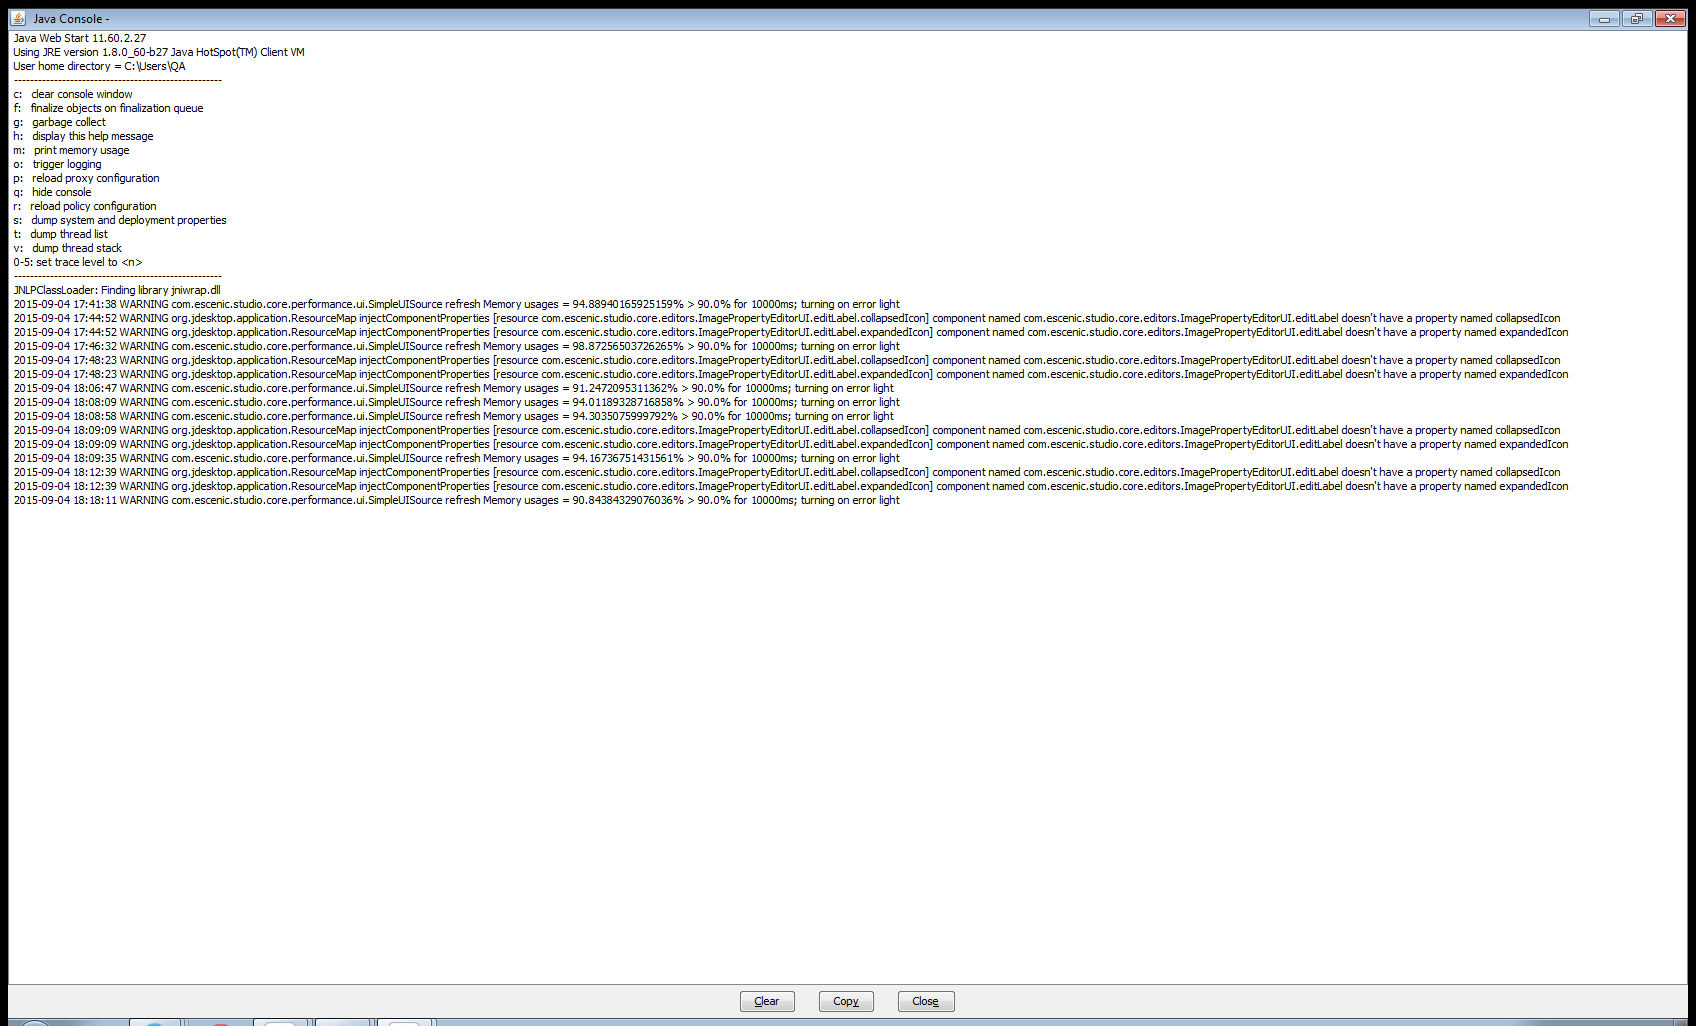 Java Console -
Java Web Start 11.60.2.27
Using JRE version 1.8.0_60-b27 Java HotSpot(TM) Client VM
User home directory = C:\Users\QA
----------------------------------------------------
c:   clear console window
f:   finalize objects on finalization queue
g:   garbage collect
h:   display this help message
m:   print memory usage
o:   trigger logging
p:   reload proxy configuration
q:   hide console
r:   reload policy configuration
s:   dump system and deployment properties
t:   dump thread list
v:   dump thread stack
0-5: set trace level to <n>
----------------------------------------------------
JNLPClassLoader: Finding library jniwrap.dll
2015-09-04 17:41:38 WARNING com.escenic.studio.core.performance.ui.SimpleUISource refresh Memory usages = 94.88940165925159% > 90.0% for 10000ms; turning on error light
2015-09-04 17:44:52 WARNING org.jdesktop.application.ResourceMap injectComponentProperties [resource com.escenic.studio.core.editors.ImagePropertyEditorUI.editLabel.collapsedIcon] component named com.escenic.studio.core.editors.ImagePropertyEditorUI.editLabel doesn't have a property named collapsedIcon
2015-09-04 17:44:52 WARNING org.jdesktop.application.ResourceMap injectComponentProperties [resource com.escenic.studio.core.editors.ImagePropertyEditorUI.editLabel.expandedIcon] component named com.escenic.studio.core.editors.ImagePropertyEditorUI.editLabel doesn't have a property named expandedIcon
2015-09-04 17:46:32 WARNING com.escenic.studio.core.performance.ui.SimpleUISource refresh Memory usages = 98.87256503726265% > 90.0% for 10000ms; turning on error light
2015-09-04 17:48:23 WARNING org.jdesktop.application.ResourceMap injectComponentProperties [resource com.escenic.studio.core.editors.ImagePropertyEditorUI.editLabel.collapsedIcon] component named com.escenic.studio.core.editors.ImagePropertyEditorUI.editLabel doesn't have a property named collapsedIcon
2015-09-04 17:48:23 WARNING org.jdesktop.application.ResourceMap injectComponentProperties [resource com.escenic.studio.core.editors.ImagePropertyEditorUI.editLabel.expandedIcon] component named com.escenic.studio.core.editors.ImagePropertyEditorUI.editLabel doesn't have a property named expandedIcon
2015-09-04 18:06:47 WARNING com.escenic.studio.core.performance.ui.SimpleUISource refresh Memory usages = 91.2472095311362% > 90.0% for 10000ms; turning on error light
2015-09-04 18:08:09 WARNING com.escenic.studio.core.performance.ui.SimpleUISource refresh Memory usages = 94.01189328716858% > 90.0% for 10000ms; turning on error light
2015-09-04 18:08:58 WARNING com.escenic.studio.core.performance.ui.SimpleUISource refresh Memory usages = 94.3035075999792% > 90.0% for 10000ms; turning on error light
2015-09-04 18:09:09 WARNING org.jdesktop.application.ResourceMap injectComponentProperties [resource com.escenic.studio.core.editors.ImagePropertyEditorUI.editLabel.collapsedIcon] component named com.escenic.studio.core.editors.ImagePropertyEditorUI.editLabel doesn't have a property named collapsedIcon
2015-09-04 18:09:09 WARNING org.jdesktop.application.ResourceMap injectComponentProperties [resource com.escenic.studio.core.editors.ImagePropertyEditorUI.editLabel.expandedIcon] component named com.escenic.studio.core.editors.ImagePropertyEditorUI.editLabel doesn't have a property named expandedIcon
2015-09-04 18:09:35 WARNING com.escenic.studio.core.performance.ui.SimpleUISource refresh Memory usages = 94.16736751431561% > 90.0% for 10000ms; turning on error light
2015-09-04 18:12:39 WARNING org.jdesktop.application.ResourceMap injectComponentProperties [resource com.escenic.studio.core.editors.ImagePropertyEditorUI.editLabel.collapsedIcon] component named com.escenic.studio.core.editors.ImagePropertyEditorUI.editLabel doesn't have a property named collapsedIcon
2015-09-04 18:12:39 WARNING org.jdesktop.application.ResourceMap injectComponentProperties [resource com.escenic.studio.core.editors.ImagePropertyEditorUI.editLabel.expandedIcon] component named com.escenic.studio.core.editors.ImagePropertyEditorUI.editLabel doesn't have a property named expandedIcon
2015-09-04 18:18:11 WARNING com.escenic.studio.core.performance.ui.SimpleUISource refresh Memory usages = 90.84384329076036% > 90.0% for 10000ms; turning on error light
Clear Copy Close